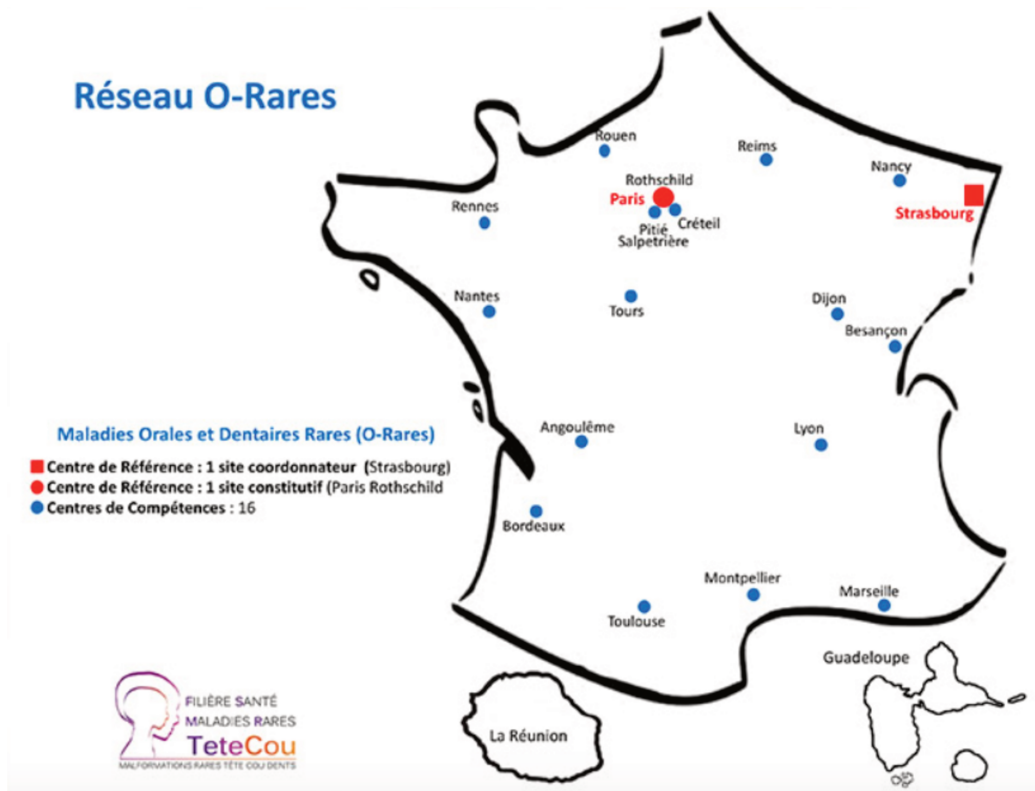 Réseau O-Rares
Rouen
Reims
Nancy
Rothschild
Paris
Strasbourg
Rennes
Créteil
Pitié
Salpetrière
Nantes
Tours
Dijon
Besançon
Angoulême
Lyon
Maladies Orales et Dentaires Rares (O-Rares)
Centre de Référence : 1 site coordonnateur (Strasbourg)
Centre de Référence : 1 site constitutif (Paris Rothschild
Centres de Compétences : 16
Bordeaux
Montpellier
Marseille
Toulouse
Guadeloupe
La Réunion
FILIÈRE SANTÉ
MALADIES RARES
TeteCou
MALFORMATIONS RARES TÊTE COU DENTS